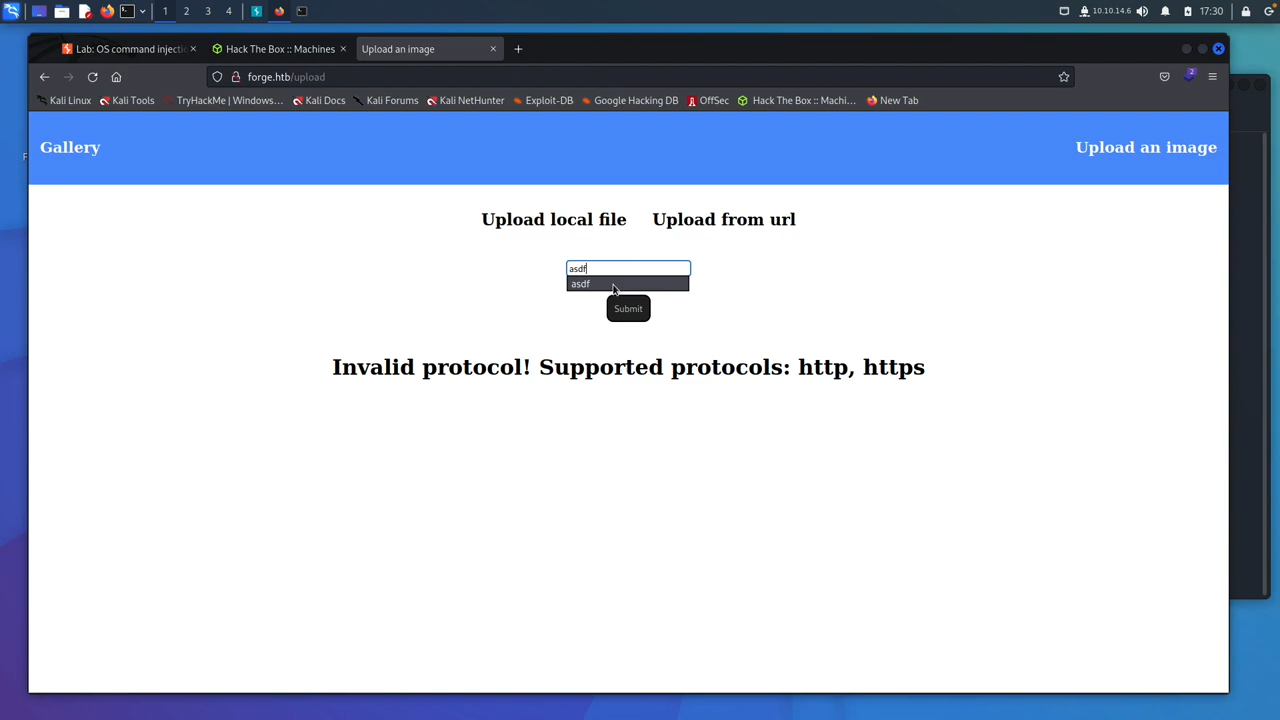 1 2 3 4 10.10.14.6 17:30
Lab: OS command injecti
Hack The Box :: Machines
Upload an image
forge.htb/upload
2
Kali Linux
Kali Tools
TryHackMe | Windows…
Kali Docs
Kali Forums
Kali NetHunter
Exploit-DB
Google Hacking DB
OffSec
Hack The Box :: Machi…
New Tab
Gallery
Upload an image
Upload local file
Upload from url
asdf
asdf
Submit
Invalid protocol! Supported protocols: http, https